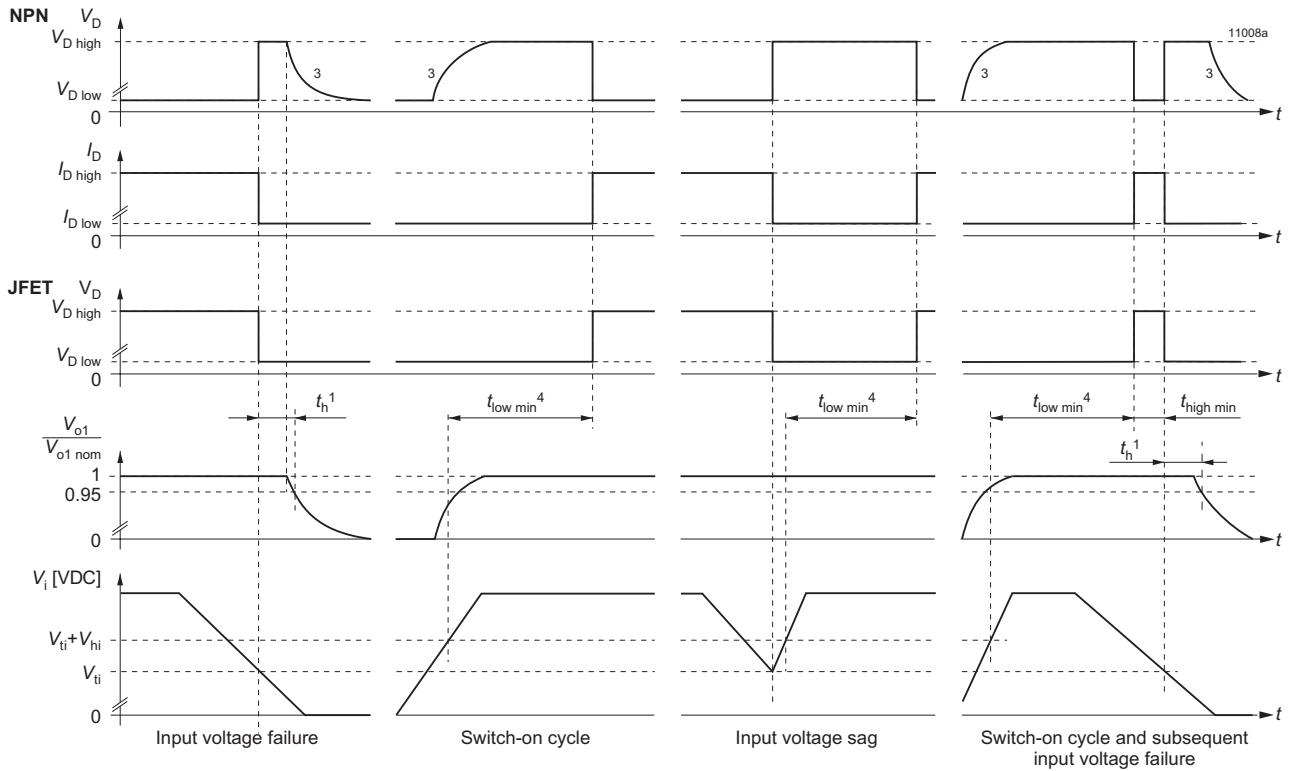 NPN
V_D
V_D high
3
3
3
3
11008a
V_D low
0
t
I_D
I_D high
I_D low
0
t
JFET
V_D
V_D high
V_D low
0
t
t_h^1
t_low min^4
t_low min^4
t_low min^4
t_high min
V_o1
V_o1 nom
t_h^1
1
0.95
0
t
V_i [VDC]
V_ti+V_hi
V_ti
0
t
Input voltage failure
Switch-on cycle
Input voltage sag
Switch-on cycle and subsequent
input voltage failure